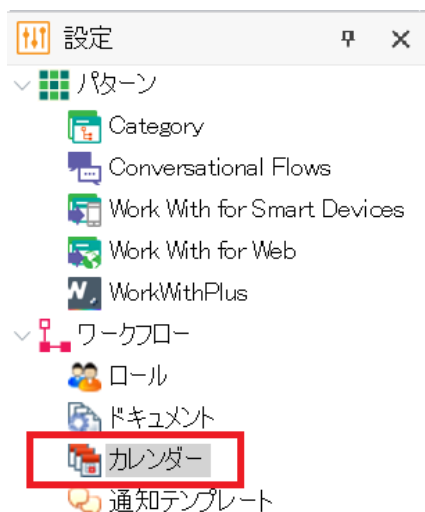 設定
パターン
Category
Conversational Flows
Work With for Smart Devices
Work With for Web
WorkWithPlus
ワークフロー
ロール
ドキュメント
カレンダー
通知テンプレート